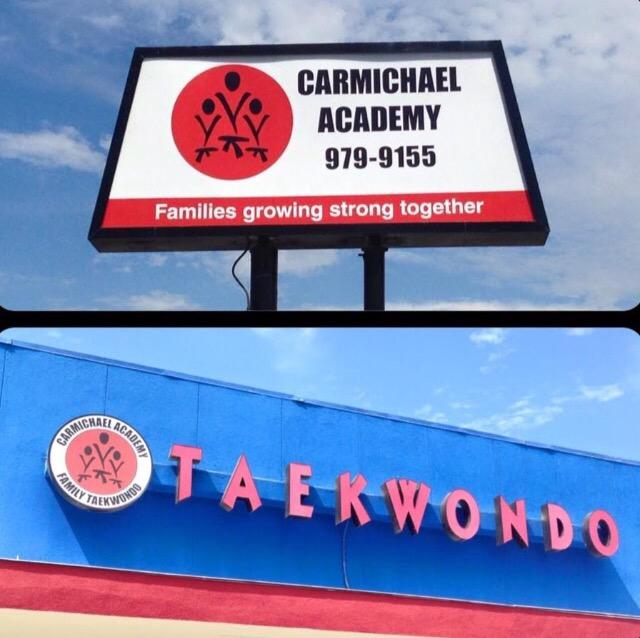 CARMICHAEL
ACADEMY
979-9155
Families growing strong together
CARMICHAEL ACADEMY
FAMILY TAEKWONDO
TAEKWONDO